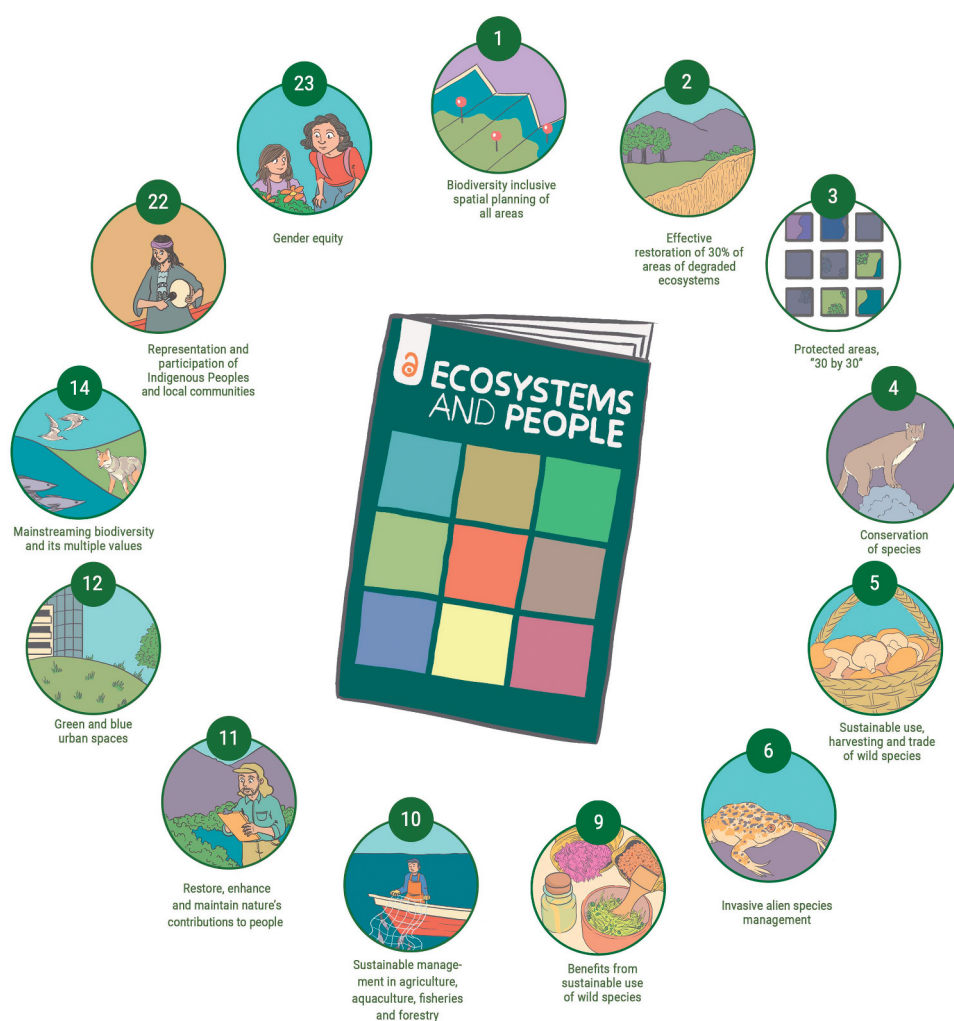 1
Biodiversity inclusive
spatial planning of
all areas
2
Effective
restoration of 30% of
areas of degraded
ecosystems
3
Protected areas,
"30 by 30"
4
Conservation
of species
5
Sustainable use,
harvesting and trade
of wild species
6
Invasive alien species
management
9
Benefits from
sustainable use
of wild species
10
Sustainable manage-
ment in agriculture,
aquaculture, fisheries
and forestry
11
Restore, enhance
and maintain nature's
contributions to people
12
Green and blue
urban spaces
14
Mainstreaming biodiversity
and its multiple values
22
Representation and
participation of
Indigenous Peoples
and local communities
23
Gender equity
ECOSYSTEMS
AND PEOPLE